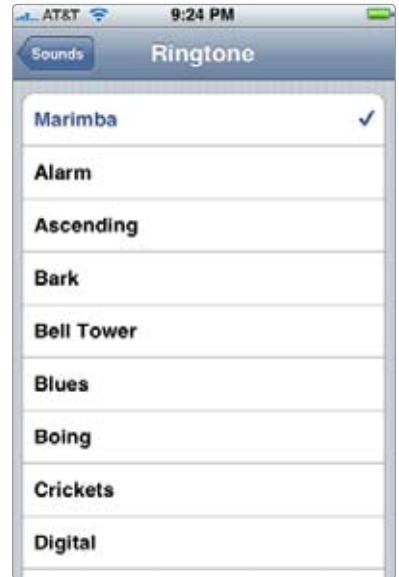 AT&T 9:24 PM
Sounds Ringtone
Marimba
Alarm
Ascending
Bark
Bell Tower
Blues
Boing
Crickets
Digital